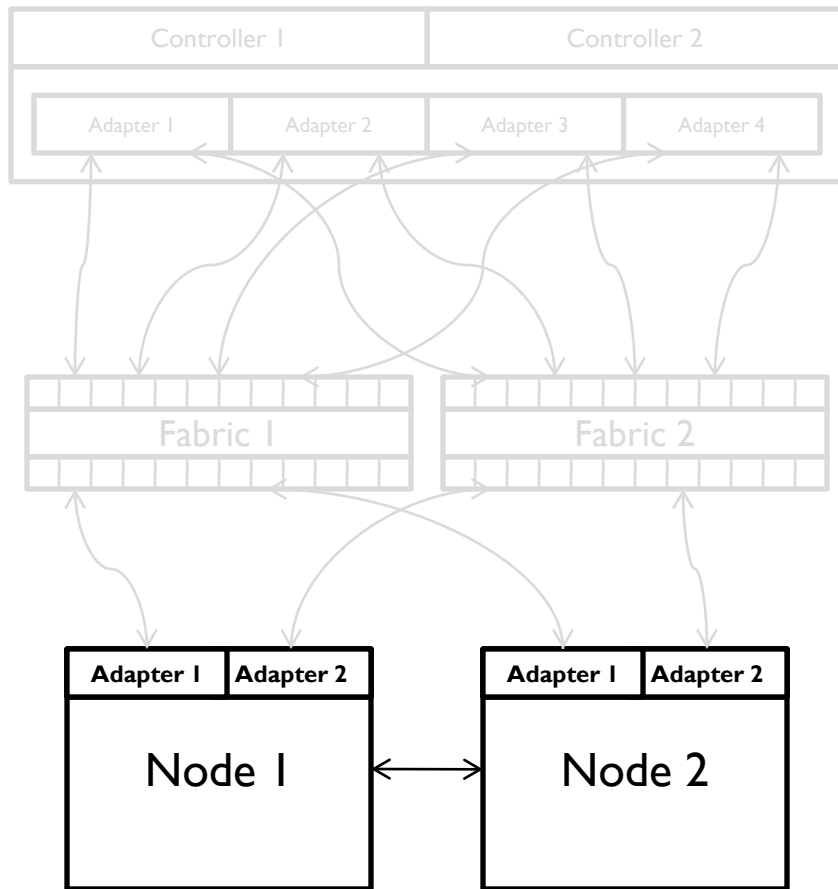 Controller 1 Controller 2
Adapter 1 Adapter 2 Adapter 3 Adapter 4
Fabric 1 Fabric 2
Adapter 1 Adapter 2 Adapter 1 Adapter 2
Node 1 Node 2